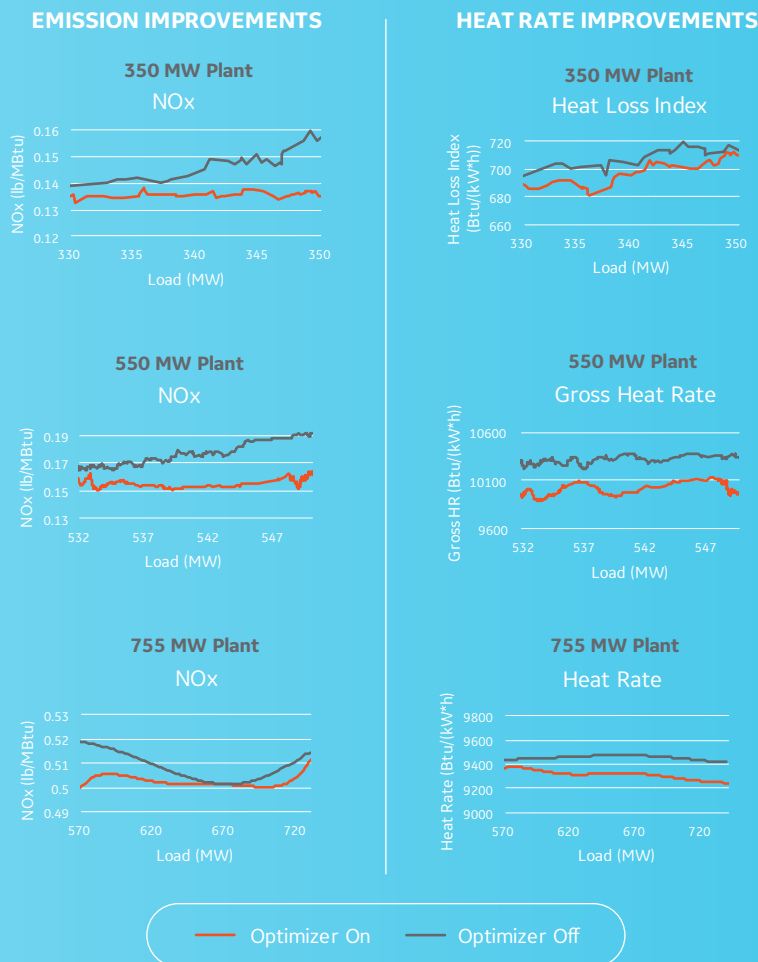 EMISSION IMPROVEMENTS
350 MW Plant
NOx
NOx (lb/MBtu)
0.16
0.15
0.14
0.13
0.12
330 335 340 345 350
Load (MW)
550 MW Plant
NOx
NOx (lb/MBtu)
0.19
0.17
0.15
0.13
532 537 542 547
Load (MW)
755 MW Plant
NOx
NOx (lb/MBtu)
0.53
0.52
0.51
0.5
0.49
570 620 670 720
Load (MW)
HEAT RATE IMPROVEMENTS
350 MW Plant
Heat Loss Index
Heat Loss Index
(Btu/(kW*h))
720
700
680
660
330 335 340 345 350
Load (MW)
550 MW Plant
Gross Heat Rate
Gross HR (Btu/(kW*h))
10600
10100
9600
532 537 542 547
Load (MW)
755 MW Plant
Heat Rate
Heat Rate (Btu/(kW*h)
9800
9600
9400
9200
9000
570 620 670 720
Load (MW)
Optimizer On Optimizer Off